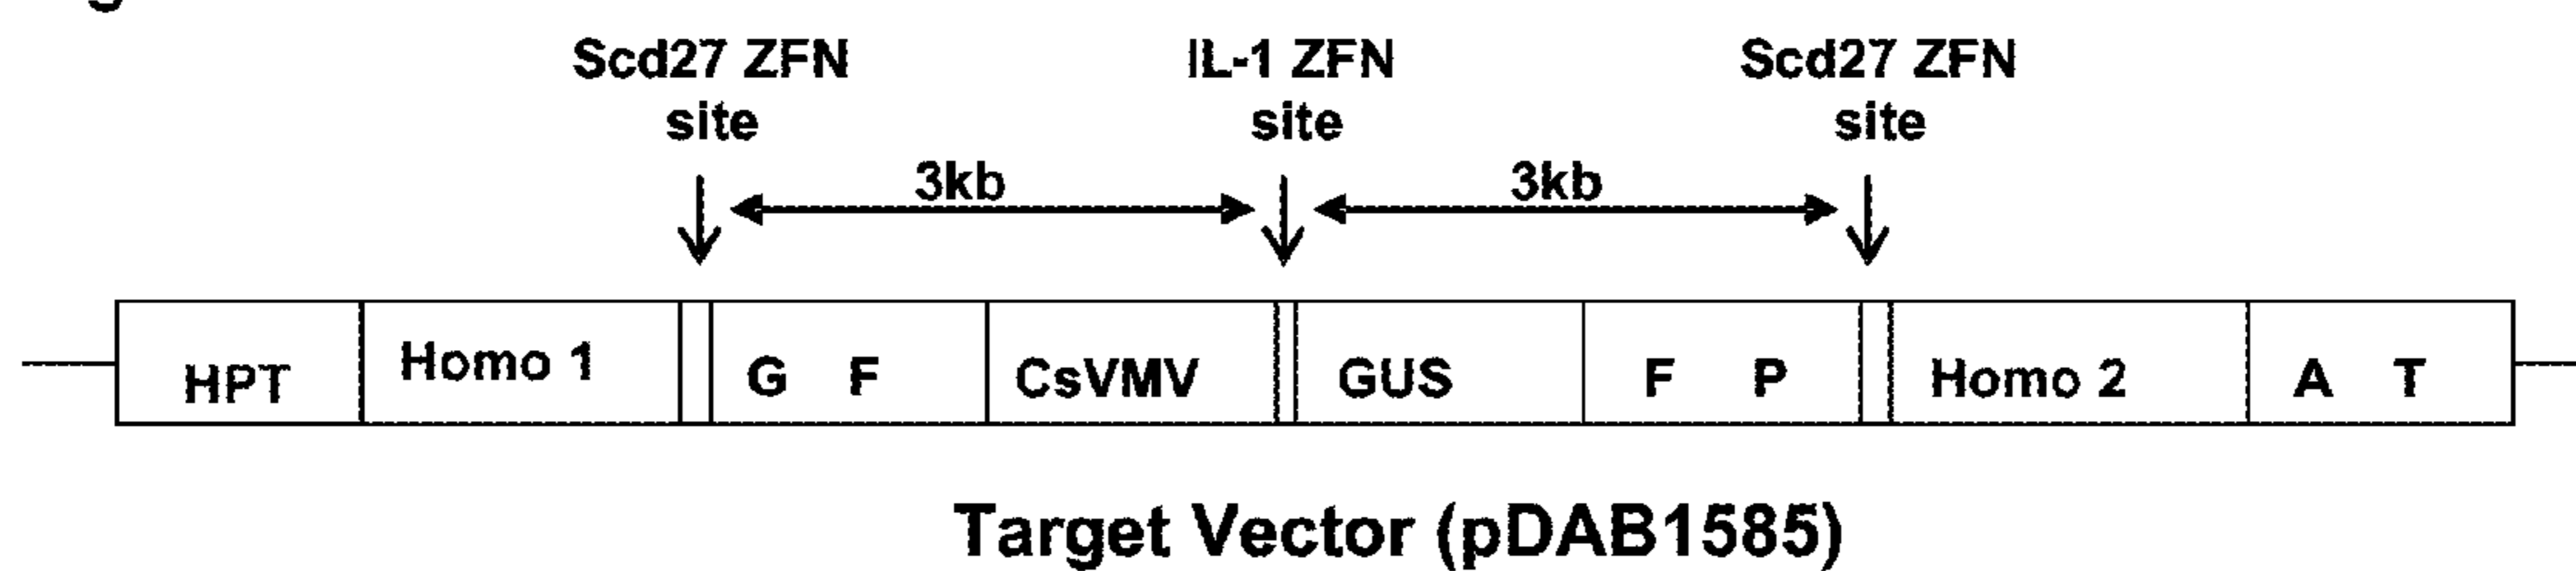 Scd27 ZFN site
IL-1 ZFN site
Scd27 ZFN site
3kb
3kb
HPT
Homo 1
G F
CsVMV
GUS
F P
Homo 2
A T
Target Vector (pDAB1585)